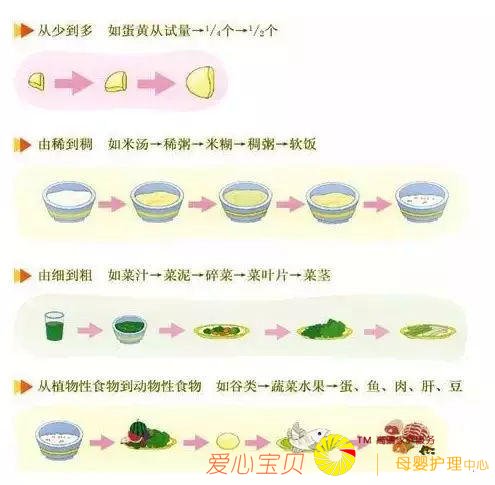 从少到多 如蛋黄从试量→1/4个→1/2个
由稀到稠 如米汤→稀粥→米糊→稠粥→软饭
由细到粗 如菜汁→菜泥→碎菜→菜叶片→菜茎
从植物性食物到动物性食物 如谷类→蔬菜水果→蛋、鱼、肉、肝、豆
TM
爱心宝贝 母婴护理中心